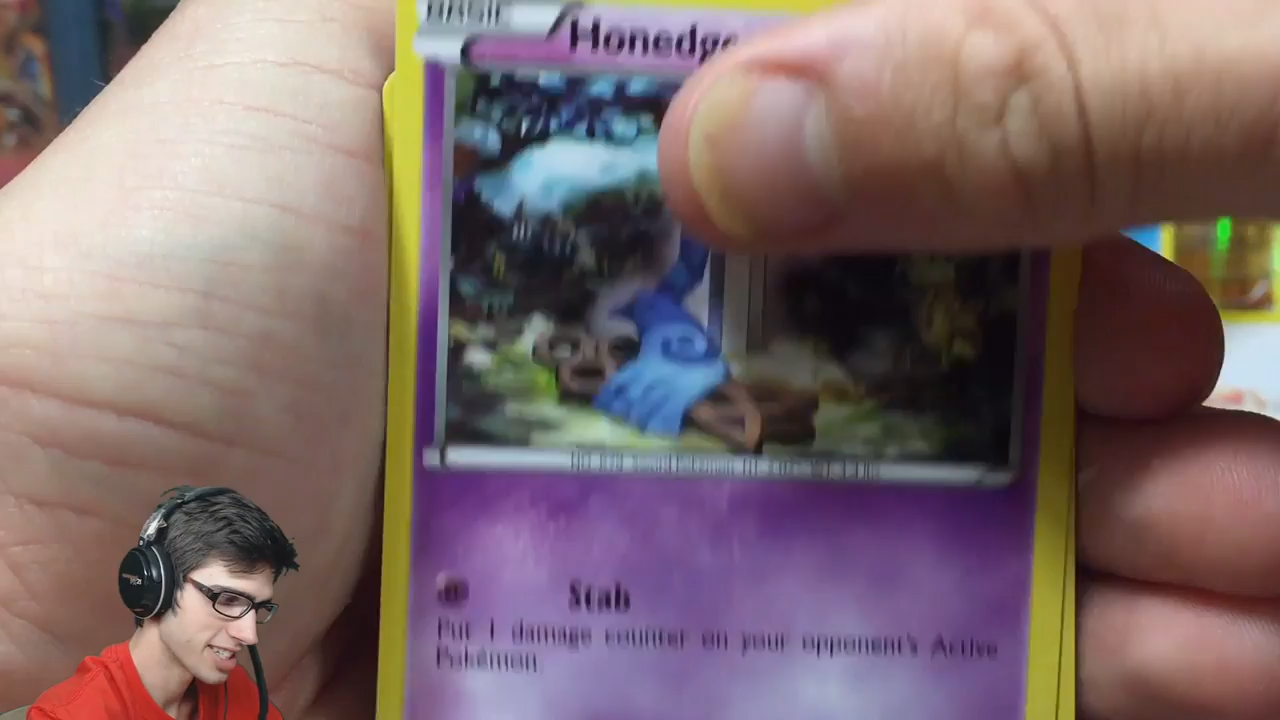 Honedge
Stab
Put 1 damage counter on your opponent's Active
Pokémon